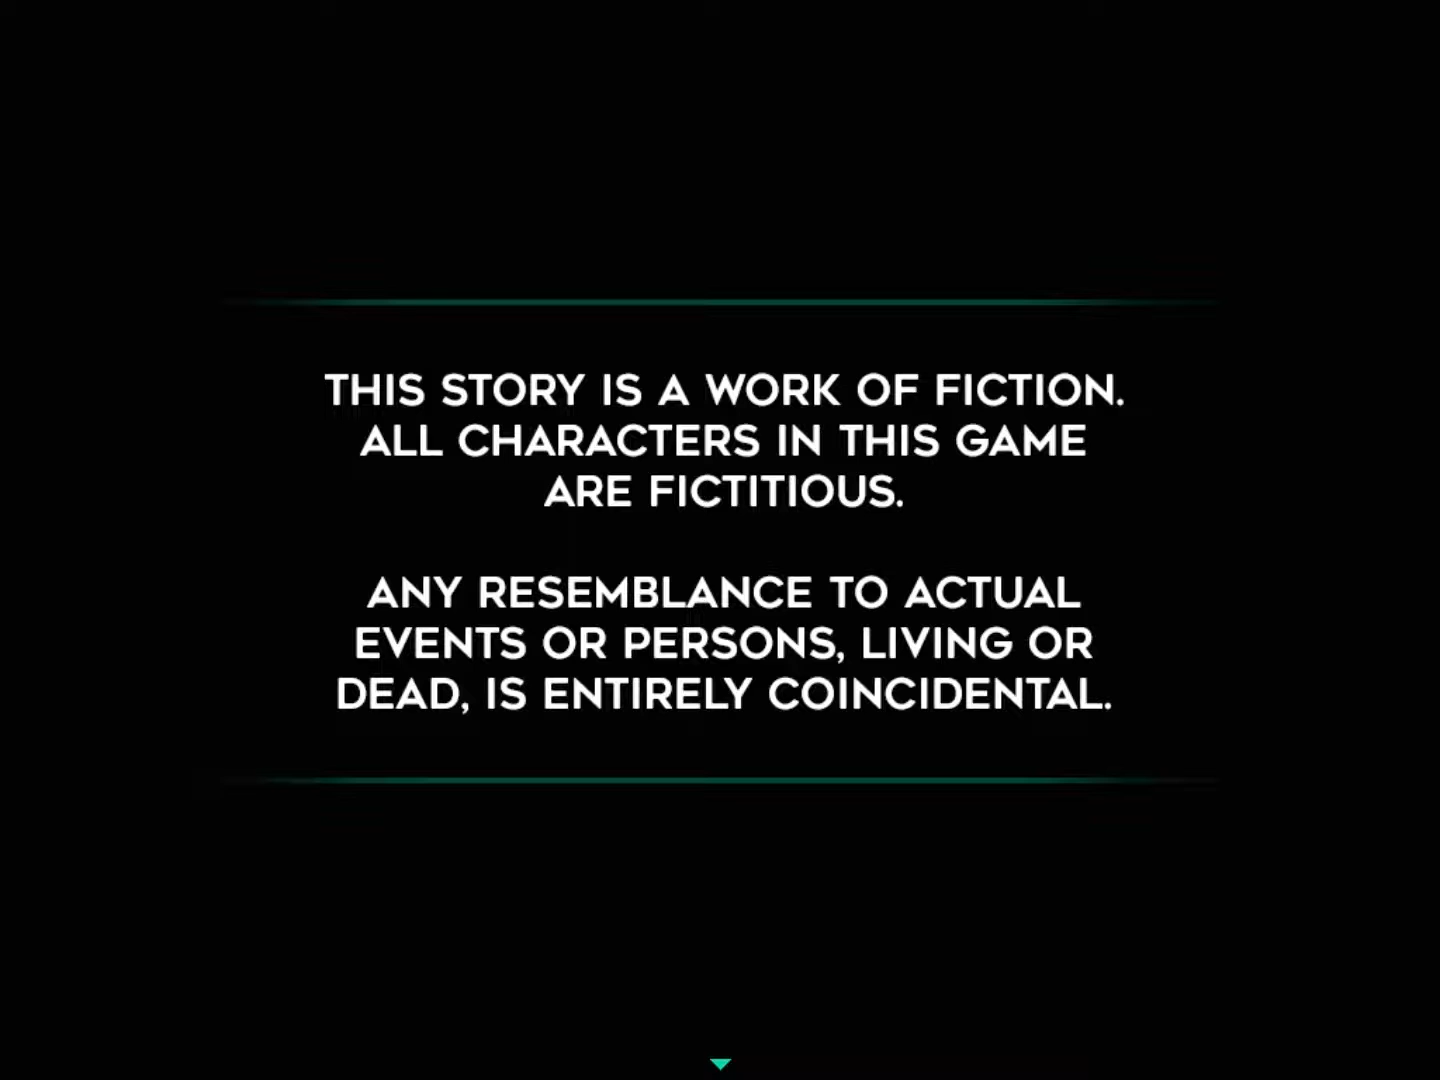 THIS STORY IS A WORK OF FICTION.
ALL CHARACTERS IN THIS GAME
ARE FICTITIOUS.
ANY RESEMBLANCE TO ACTUAL
EVENTS OR PERSONS, LIVING OR
DEAD, IS ENTIRELY COINCIDENTAL.